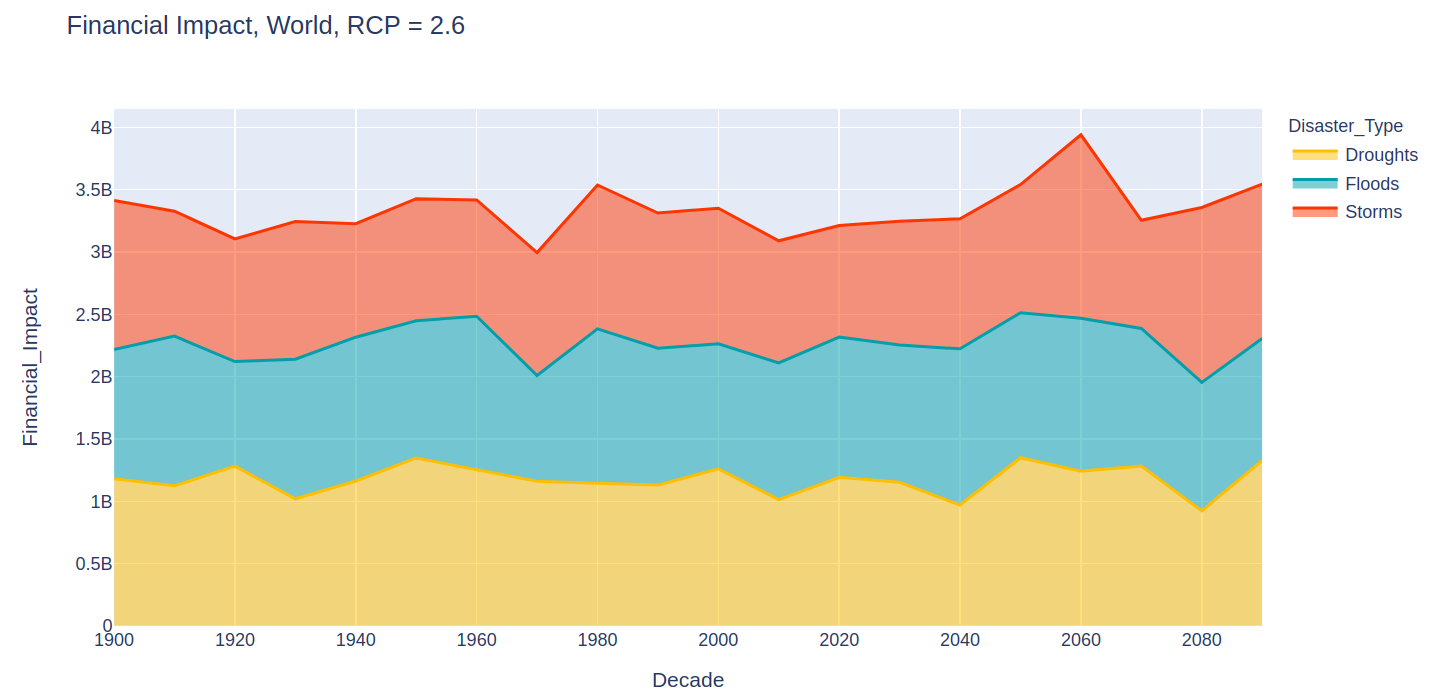 Financial Impact, World, RCP = 2.6
Disaster_Type
Droughts
Floods
Storms
Financial_Impact
4B
3.5B
3B
2.5B
2B
1.5B
1B
0.5B
0
1900 1920 1940 1960 1980 2000 2020 2040 2060 2080
Decade